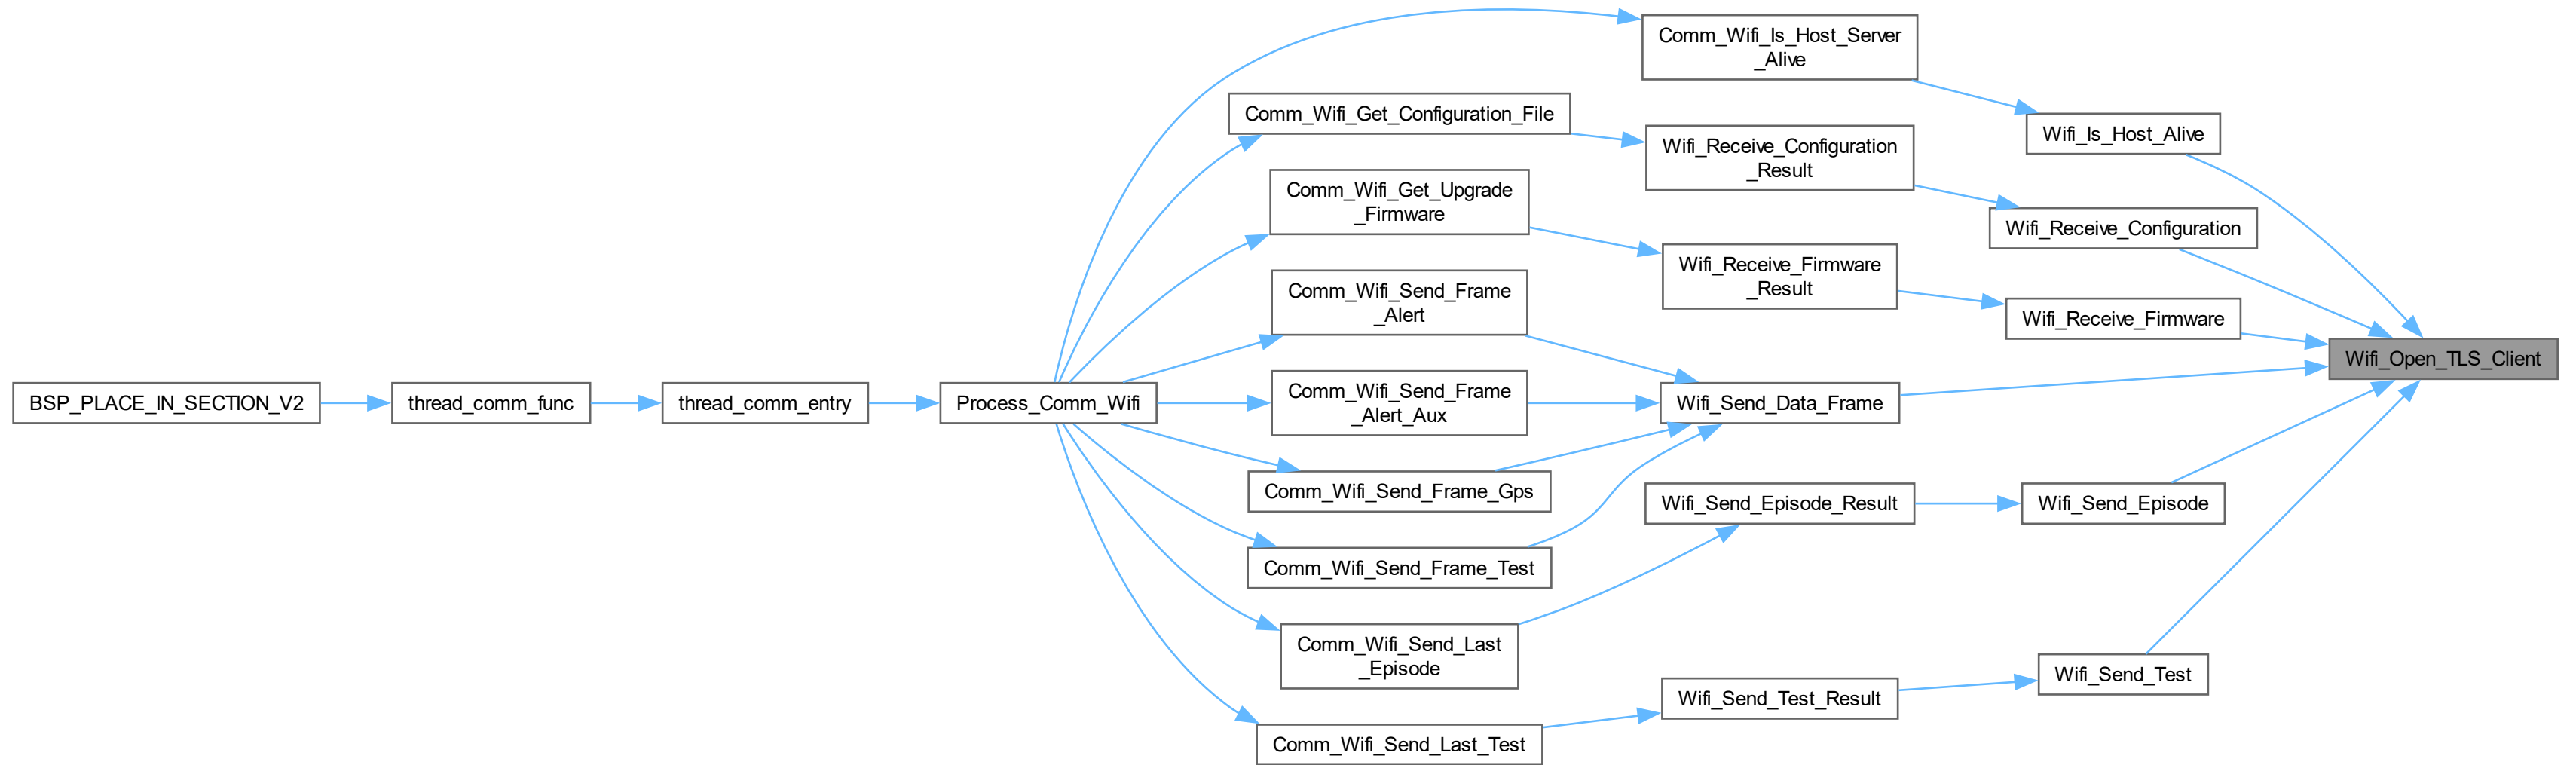 Comm_Wifi_Is_Host_Server
_Alive
Comm_Wifi_Get_Configuration_File
Wifi_Is_Host_Alive
Wifi_Receive_Configuration
_Result
Comm_Wifi_Get_Upgrade
_Firmware
Wifi_Receive_Configuration
Wifi_Receive_Firmware
_Result
Comm_Wifi_Send_Frame
_Alert
Wifi_Receive_Firmware
Wifi_Open_TLS_Client
BSP_PLACE_IN_SECTION_V2
thread_comm_func
thread_comm_entry
Process_Comm_Wifi
Comm_Wifi_Send_Frame
_Alert_Aux
Wifi_Send_Data_Frame
Comm_Wifi_Send_Frame_Gps
Wifi_Send_Episode_Result
Wifi_Send_Episode
Comm_Wifi_Send_Frame_Test
Comm_Wifi_Send_Last
_Episode
Wifi_Send_Test
Wifi_Send_Test_Result
Comm_Wifi_Send_Last_Test